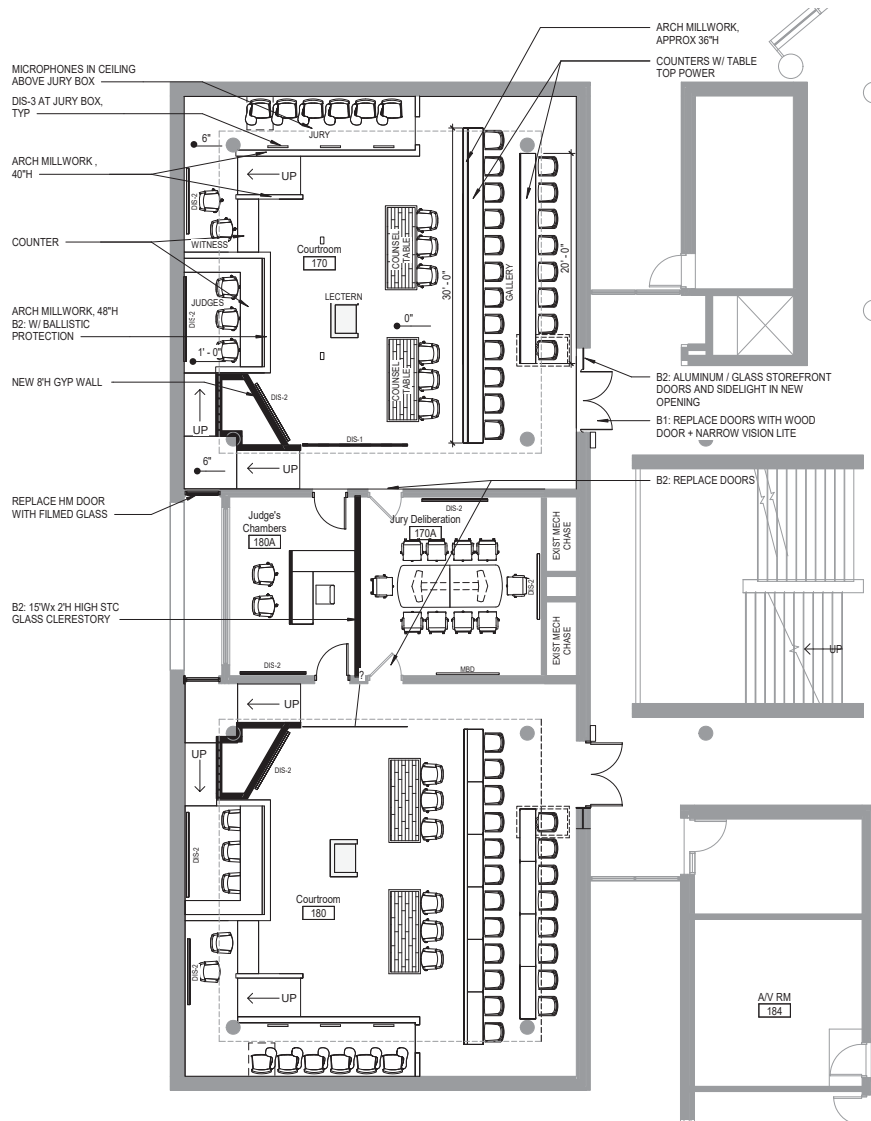 ARCH MILLWORK,
APPROX 36"H
COUNTERS W/ TABLE
TOP POWER
MICROPHONES IN CEILING
ABOVE JURY BOX
DIS-3 AT JURY BOX,
TYP
ARCH MILLWORK ,
40"H
COUNTER
ARCH MILLWORK, 48"H
B2: W/ BALLISTIC
PROTECTION
NEW 8'H GYP WALL
REPLACE HM DOOR
WITH FILMED GLASS
B2: 15'Wx 2'H HIGH STC
GLASS CLERESTORY
JURY
6"
UP
DIS-2
WITNESS
Courtroom
170
COUNSEL
TABLE
30' - 0"
GALLERY
20' - 0"
JUDGES
DIS-2
LECTERN
0"
1' - 0"
COUNSEL
TABLE
DIS-2
UP
DIS-1
6"
UP
B2: ALUMINUM / GLASS STOREFRONT
DOORS AND SIDELIGHT IN NEW
OPENING
B1: REPLACE DOORS WITH WOOD
DOOR + NARROW VISION LITE
B2: REPLACE DOORS
Judge's
Chambers
180A
DIS-2
Jury Deliberation
170A
DIS-2
EXIST MECH
CHASE
EXIST MECH
CHASE
DIS-2
MBD
?
UP
UP
UP
DIS-2
DIS-2
Courtroom
180
DIS-2
UP
A/V RM
184